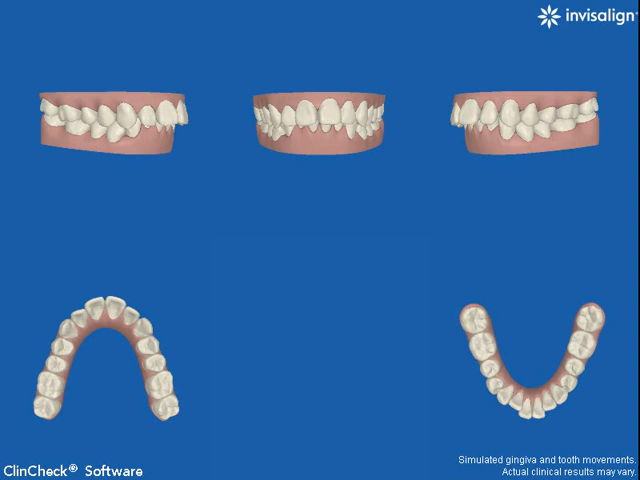 invisalign
Simulated gingiva and tooth movements.
ClinCheck® Software
Actual clinical results may vary.